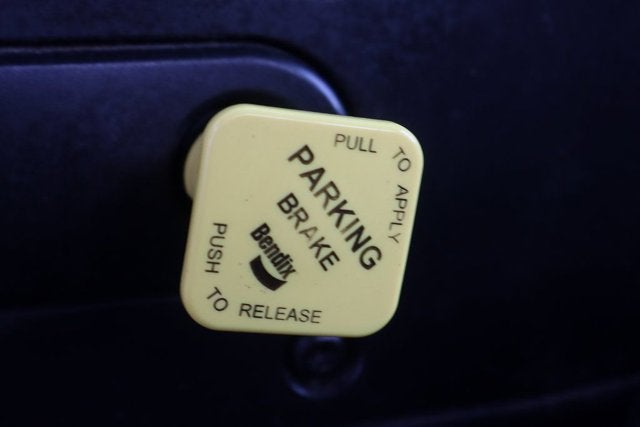 PULL TO APPLY
PARKING
BRAKE
Bendix
PUSH TO RELEASE